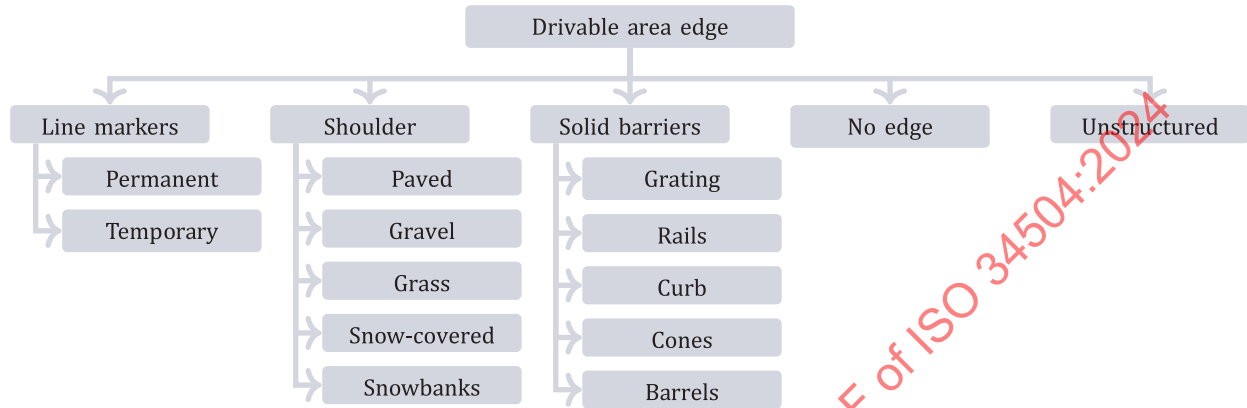 Drivable area edge
Line markers
Permanent
Temporary
Shoulder
Paved
Gravel
Grass
Snow-covered
Snowbanks
Solid barriers
Grating
Rails
Curb
Cones
Barrels
No edge
Unstructured
of ISO 34504:2024